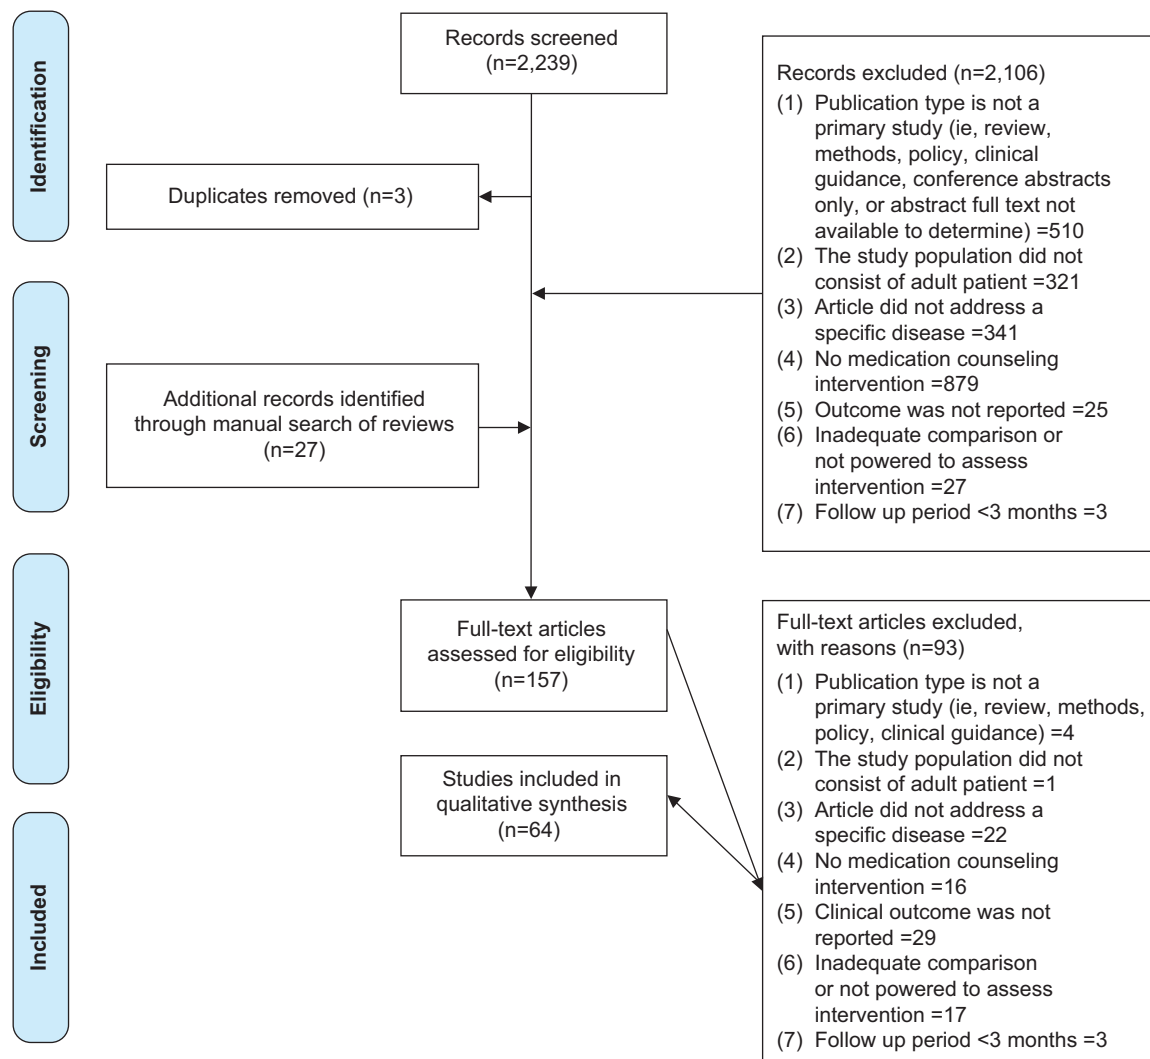 Identification
Screening
Eligibility
Included
Records screened
(n=2,239)
Duplicates removed (n=3)
Additional records identified
through manual search of reviews
(n=27)
Full-text articles
assessed for eligibility
(n=157)
Studies included in
qualitative synthesis
(n=64)
Records excluded (n=2,106)
(1) Publication type is not a
primary study (ie, review,
methods, policy, clinical
guidance, conference abstracts
only, or abstract full text not
available to determine) =510
(2) The study population did not
consist of adult patient =321
(3) Article did not address a
specific disease =341
(4) No medication counseling
intervention =879
(5) Outcome was not reported =25
(6) Inadequate comparison or
not powered to assess
intervention =27
(7) Follow up period <3 months =3
Full-text articles excluded,
with reasons (n=93)
(1) Publication type is not a
primary study (ie, review, methods,
policy, clinical guidance) =4
(2) The study population did not
consist of adult patient =1
(3) Article did not address a
specific disease =22
(4) No medication counseling
intervention =16
(5) Clinical outcome was not
reported =29
(6) Inadequate comparison
or not powered to assess
intervention =17
(7) Follow up period <3 months =3